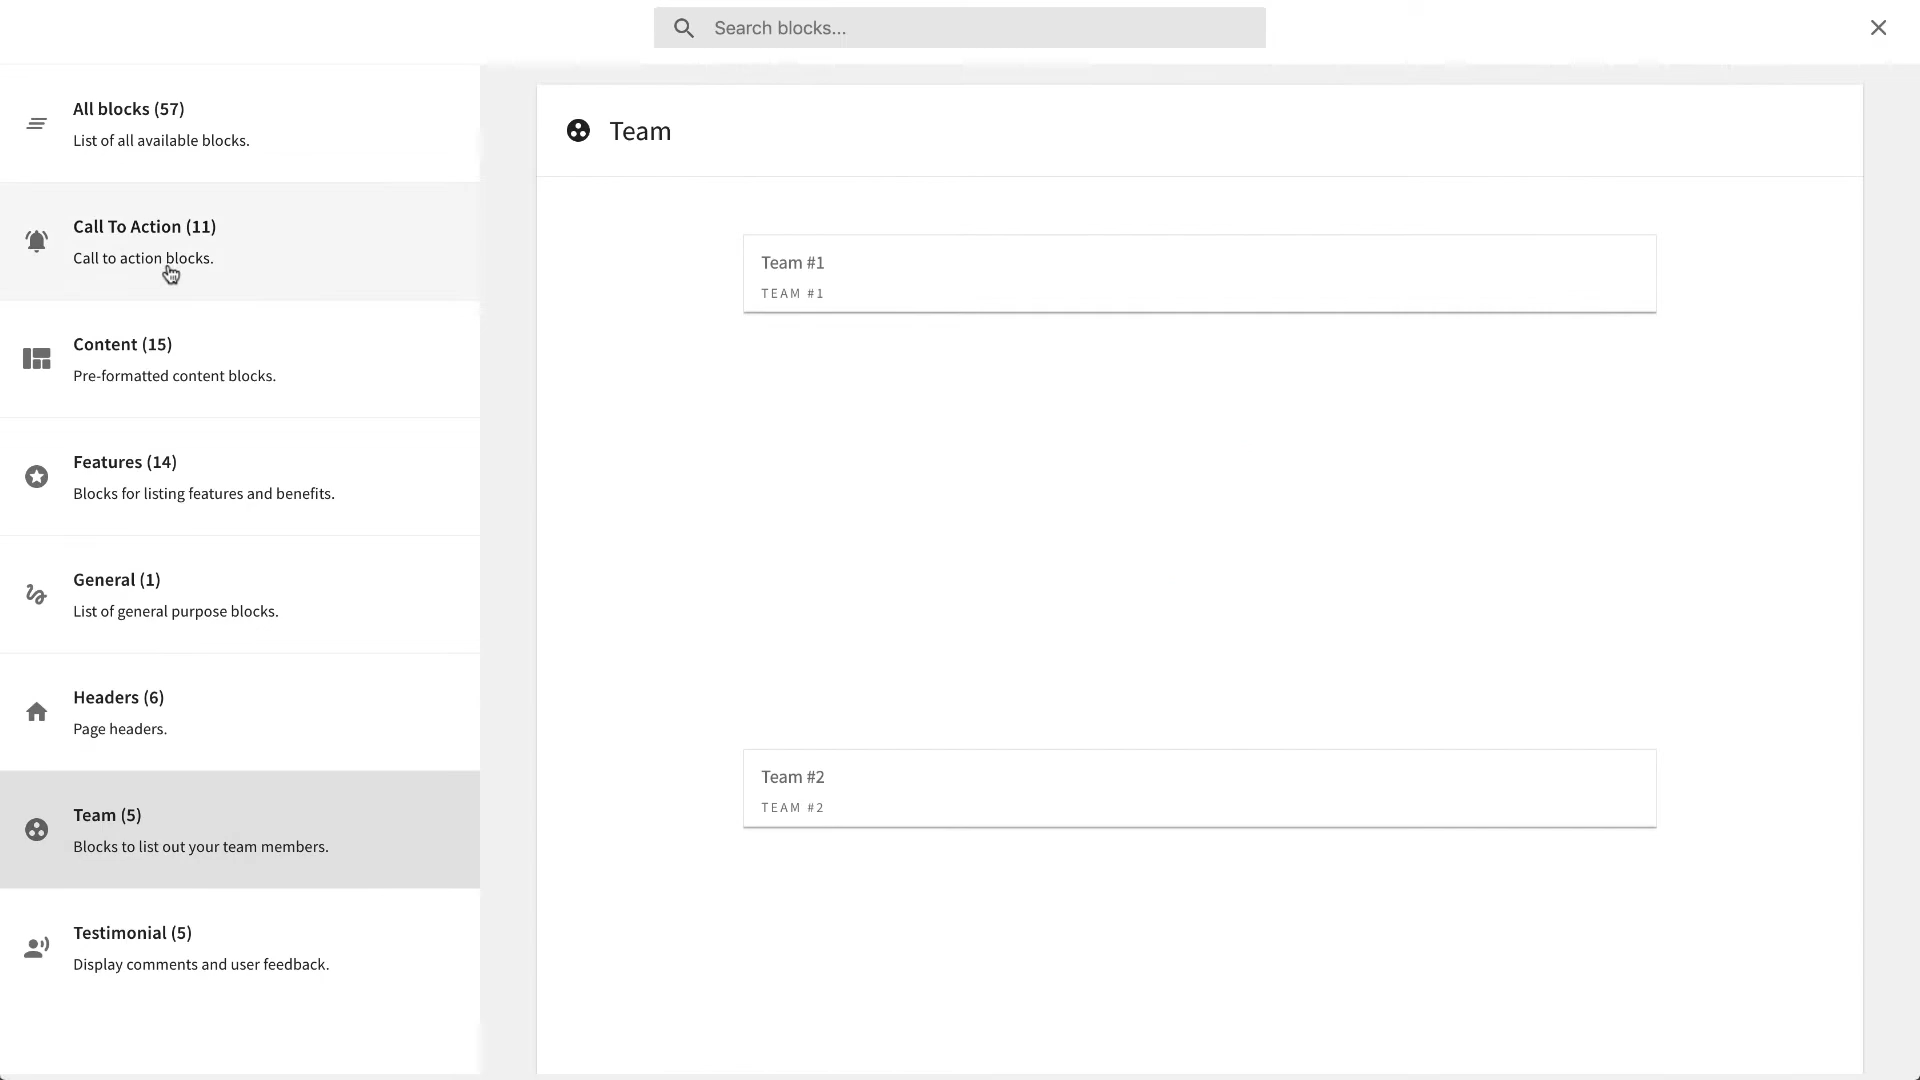 Search blocks...
All blocks (57)
List of all available blocks.
Call To Action (11)
Call to action blocks.
Content (15)
Pre-formatted content blocks.
Features (14)
Blocks for listing features and benefits.
General (1)
List of general purpose blocks.
Headers (6)
Page headers.
Team (5)
Blocks to list out your team members.
Testimonial (5)
Display comments and user feedback.
Team
Team #1
TEAM #1
Team #2
TEAM #2